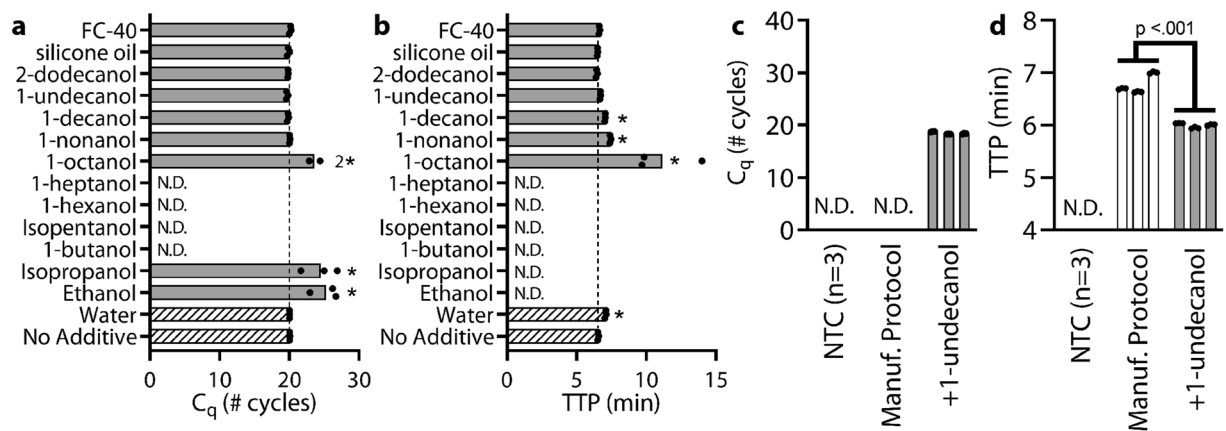 a
FC-40
silicone oil
2-dodecanol
1-undecanol
1-decanol
1-nonanol
1-octanol
2*
1-heptanol
N.D.
1-hexanol
N.D.
Isopentanol
N.D.
1-butanol
N.D.
Isopropanol
*
Ethanol
*
Water
No Additive
0
10
20
30
Cq (# cycles)
b
FC-40
silicone oil
2-dodecanol
1-undecanol
1-decanol
*
1-nonanol
*
1-octanol
*
1-heptanol
N.D.
1-hexanol
N.D.
Isopentanol
N.D.
1-butanol
N.D.
Isopropanol
N.D.
Ethanol
N.D.
Water
*
No Additive
0
5
10
15
TTP (min)
c
Cq (# cycles)
40
30
20
10
0
N.D.
N.D.
NTC (n=3)
Manuf. Protocol
+1-undecanol
d
TTP (min)
8
7
6
5
4
p <.001
N.D.
NTC (n=3)
Manuf. Protocol
+1-undecanol